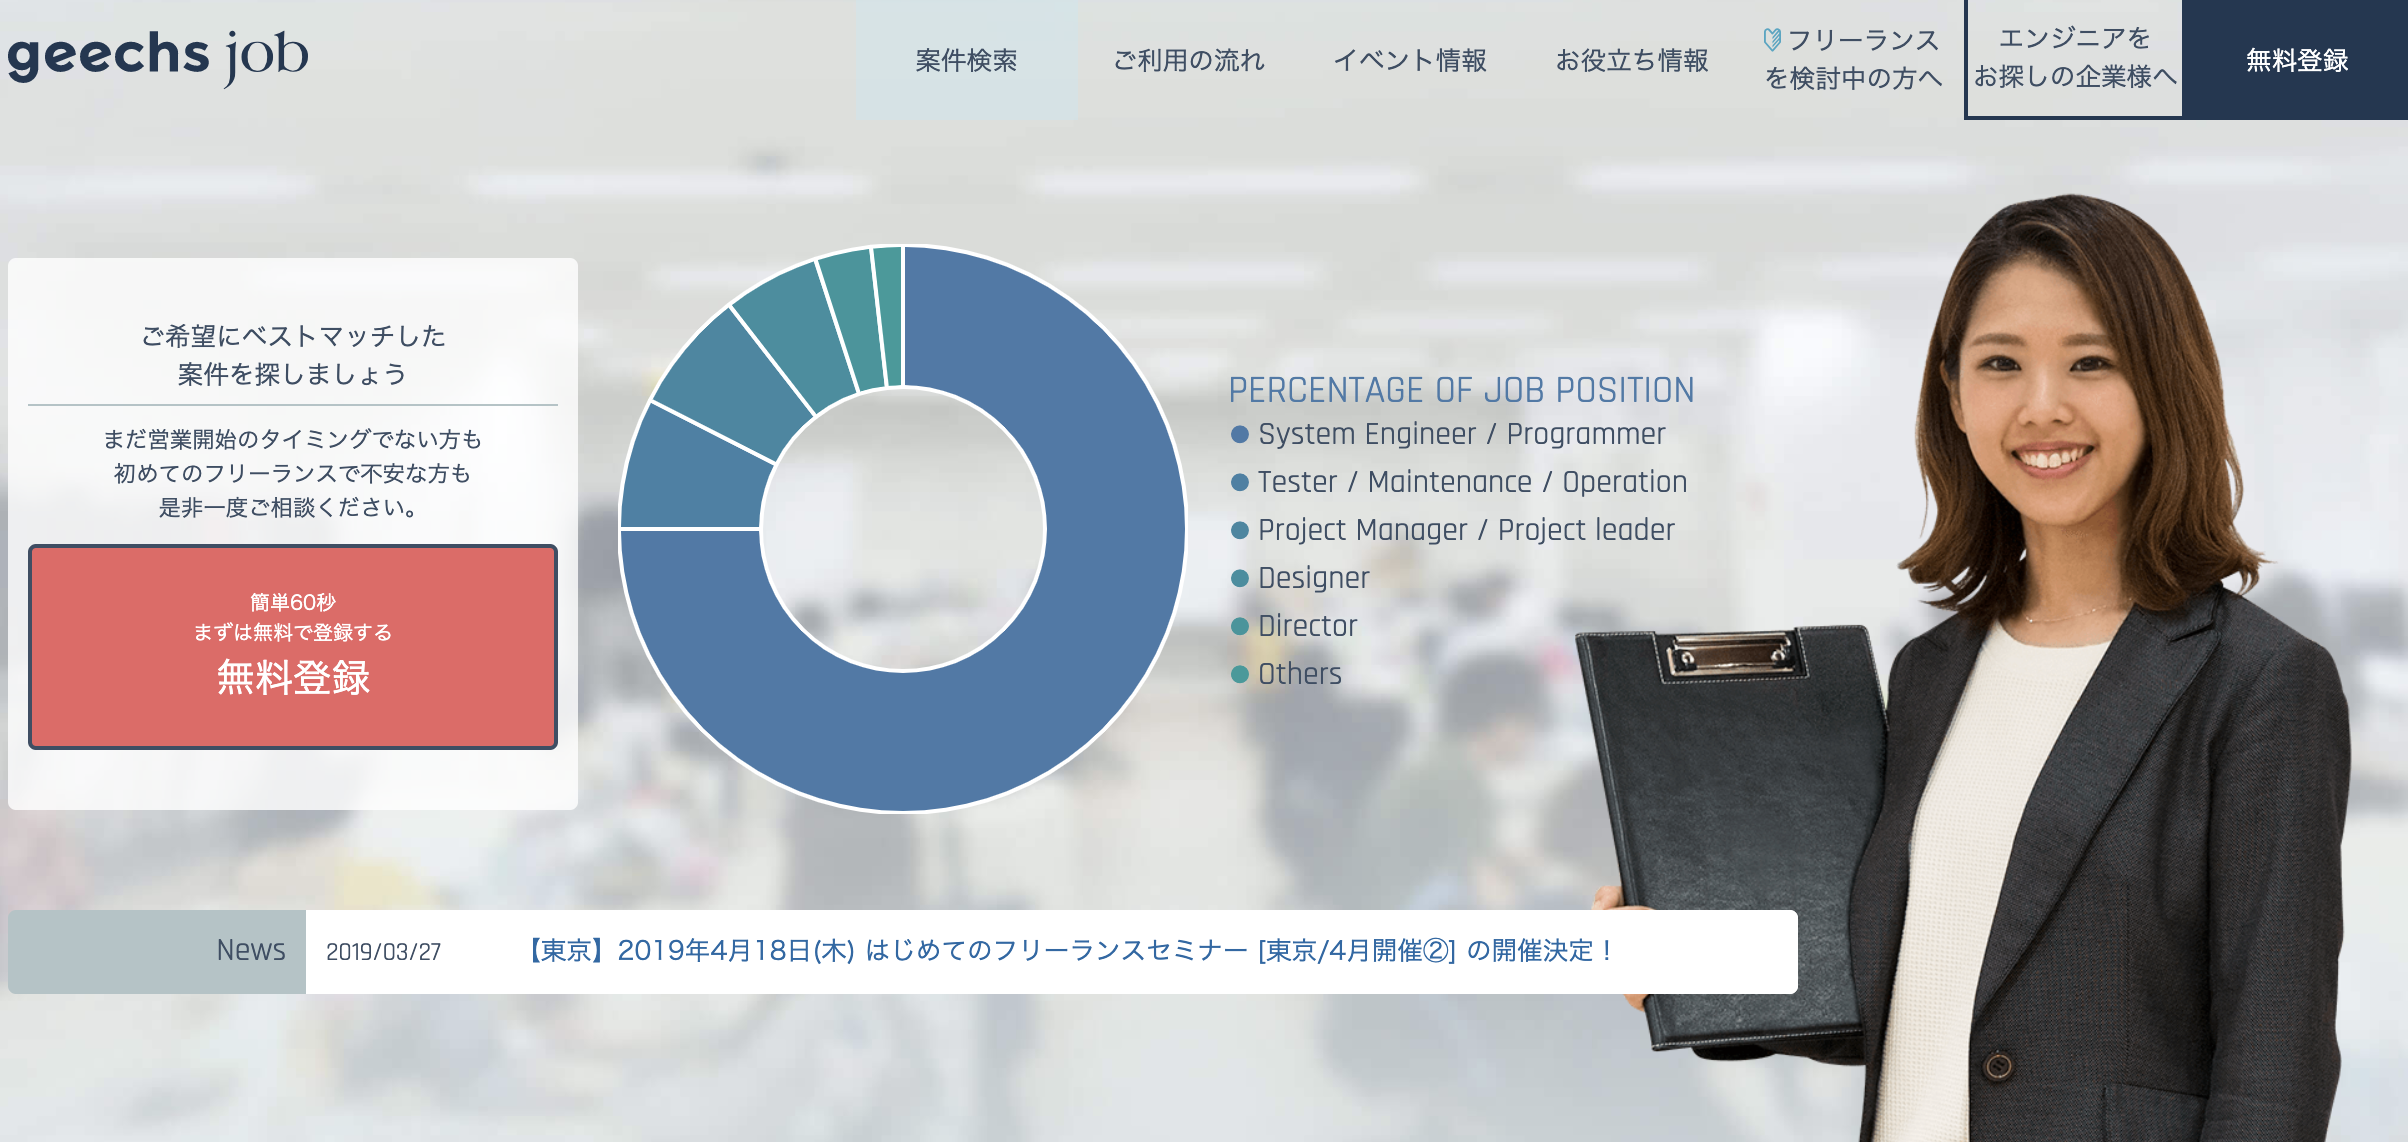 geechs job
案件検索
ご利用の流れ
イベント情報
お役立ち情報
フリーランス
を検討中の方へ
エンジニアを
お探しの企業様へ
無料登録
ご希望にベストマッチした
案件を探しましょう
まだ営業開始のタイミングでない方も
初めてのフリーランスで不安な方も
是非一度ご相談ください。
簡単60秒
まずは無料で登録する
無料登録
PERCENTAGE OF JOB POSITION
System Engineer / Programmer
Tester / Maintenance / Operation
Project Manager / Project leader
Designer
Director
Others
News
2019/03/27
【東京】2019年4月18日(木) はじめてのフリーランスセミナー [東京/4月開催②] の開催決定！